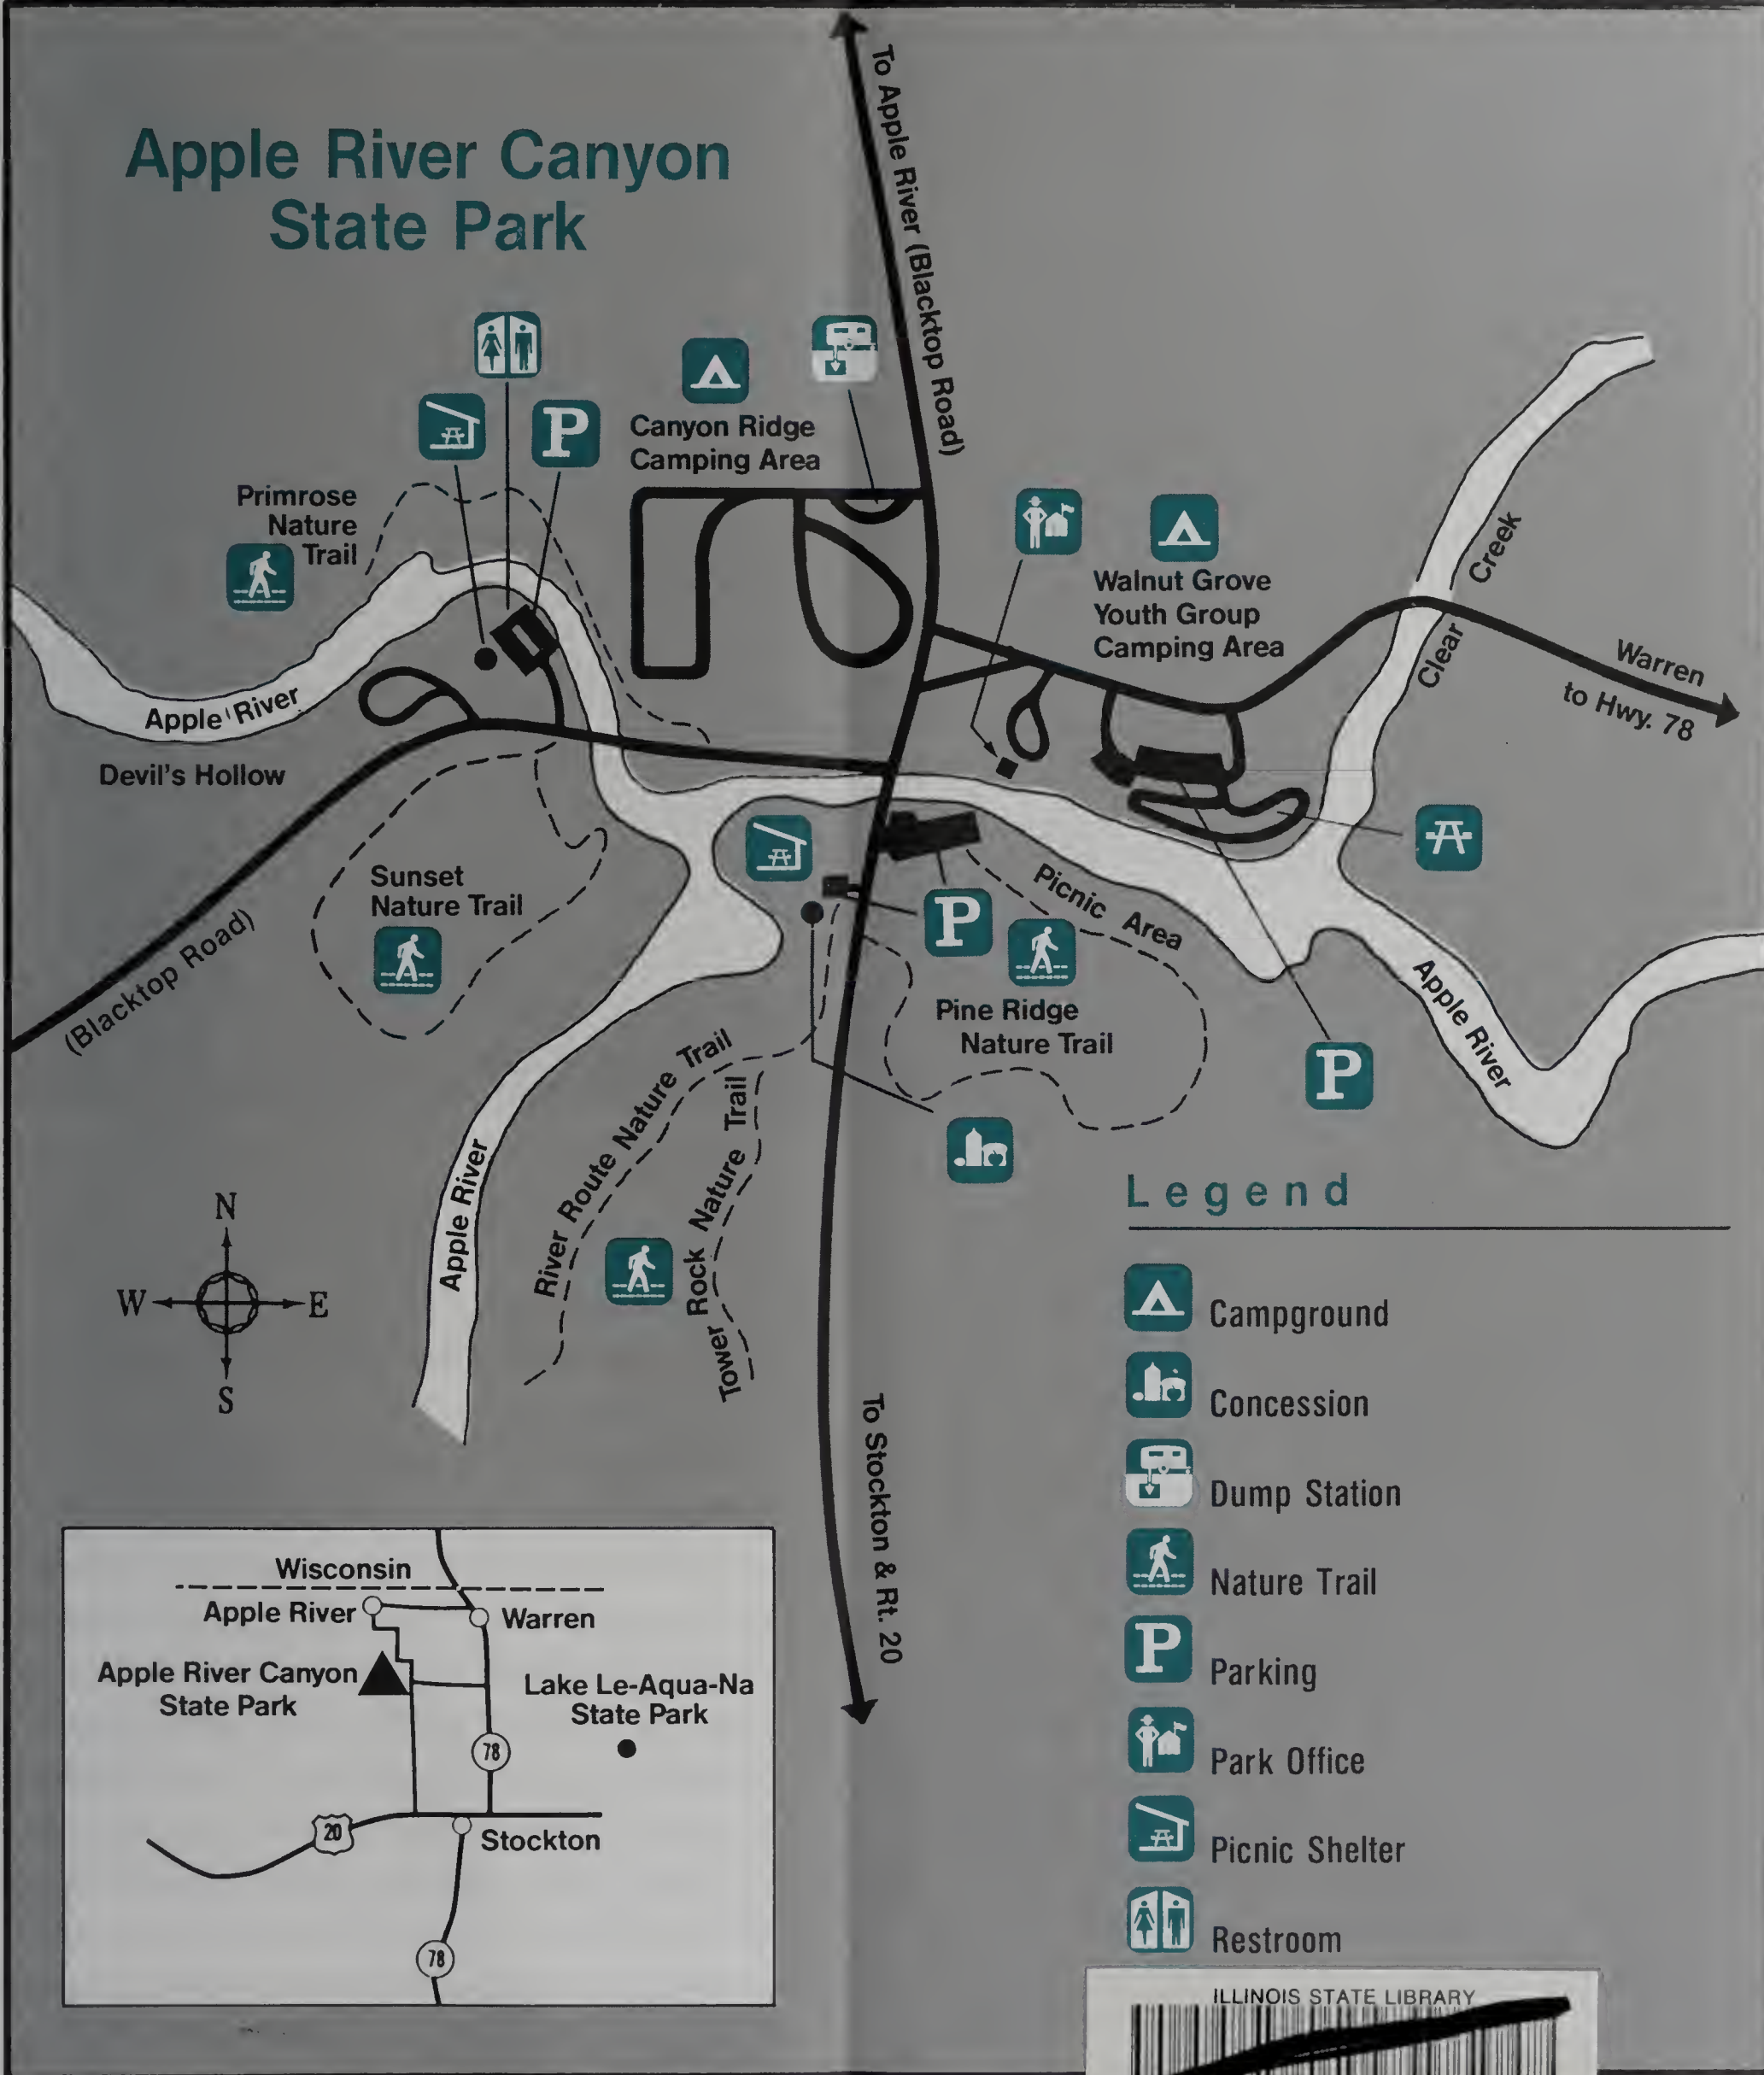 Apple River Canyon
State Park
To Apple River (Blacktop Road)
P
Canyon Ridge
Camping Area
Primrose
Nature
Trail
Walnut Grove
Youth Group
Camping Area
Clear Creek
Warren
to Hwy. 78
Apple River
Devil's Hollow
Sunset
Nature Trail
(Blacktop Road)
P
Picnic Area
Pine Ridge
Nature Trail
Apple River
P
River Route Nature Trail
Tower Rock Nature Trail
Apple River
To Stockton & Rt. 20
N
W E
S
Legend
Campground
Concession
Dump Station
Nature Trail
P Parking
Park Office
Picnic Shelter
Restroom
Wisconsin
Apple River
Warren
Apple River Canyon
State Park
Lake Le-Aqua-Na
State Park
78
20
Stockton
78
ILLINOIS STATE LIBRARY